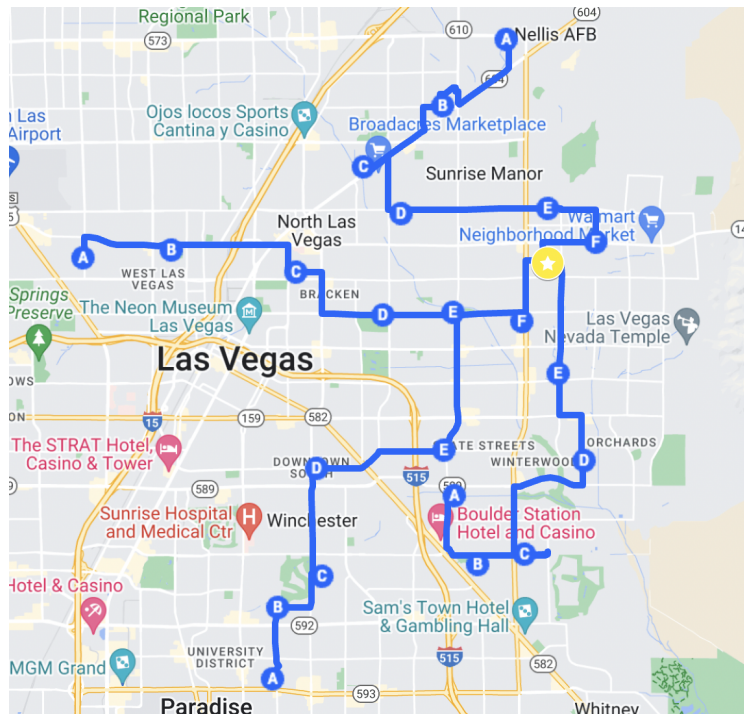 604
Regional Park
573
610
A
Nellis AFB
604
B
Ojos locos Sports
Cantina y Casino
n Las
Airport
Broadacres Marketplace
C
Sunrise Manor
D
E
Walmart
Neighborhood Market
F
North Las
Vegas
A
B
C
WEST LAS
VEGAS
BRACKEN
Springs
Preserve
The Neon Museum
Las Vegas
D
E
F
Las Vegas
Nevada Temple
Las Vegas
OWS
E
ON
15
159
582
The STRAT Hotel,
Casino & Tower
D
E
ATE STREETS
ORCHARDS
WINTERWOOD
D
515
589
A
Sunrise Hospital
and Medical Ctr
H
Winchester
Boulder Station
Hotel and Casino
B
C
C
Hotel & Casino
B
592
Sam's Town Hotel
& Gambling Hall
UNIVERSITY
DISTRICT
515
582
MGM Grand
A
593
Paradise
Whitney